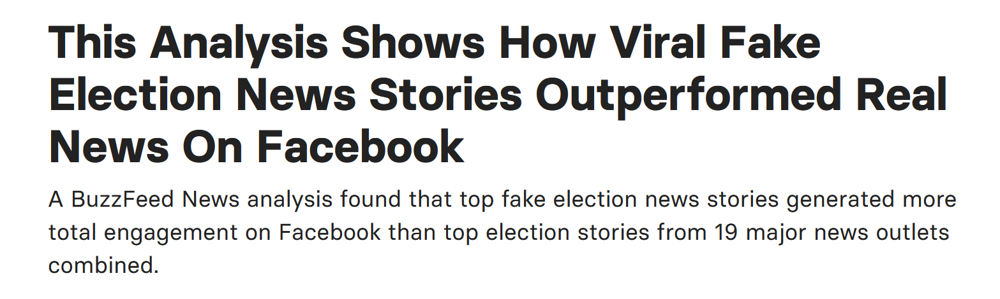 This Analysis Shows How Viral Fake
Election News Stories Outperformed Real
News On Facebook
A BuzzFeed News analysis found that top fake election news stories generated more
total engagement on Facebook than top election stories from 19 major news outlets
combined.